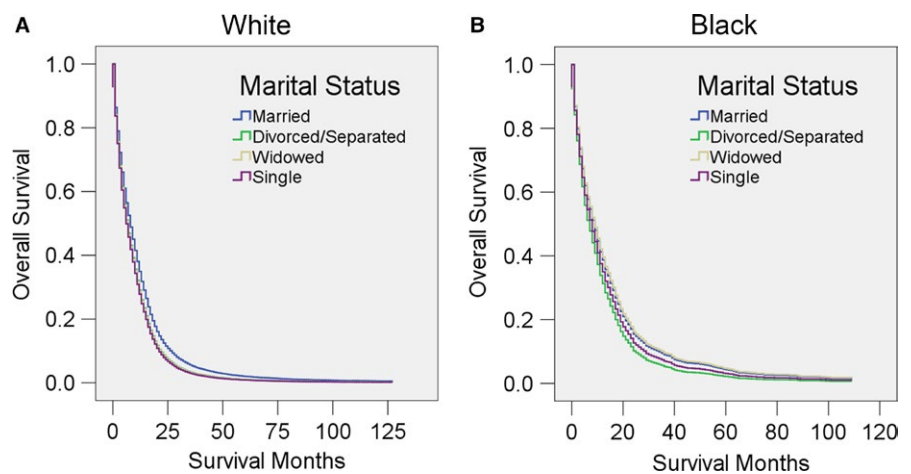 A
White
Overall Survival
1.0
0.8
0.6
0.4
0.2
0.0
Marital Status
Married
Divorced/Separated
Widowed
Single
0 25 50 75 100 125
Survival Months
B
Black
Overall Survival
1.0
0.8
0.6
0.4
0.2
0.0
Marital Status
Married
Divorced/Separated
Widowed
Single
0 20 40 60 80 100 120
Survival Months